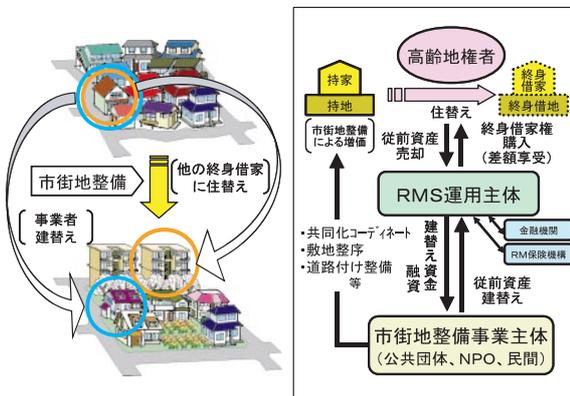 市街地整備
他の終身借家
に住替え
事業者
建替え
高齢地権者
持家
持地
終身
借家
終身借地
市街地整備
による増価
住替え
従前資産
売却
終身借家権
購入
(差額享受)
RMS運用主体
金融機関
RM保険機構
・共同化コーディネート
・敷地整序
・道路付け整備
等
建替え資金
融資
従前資産
建替え
市街地整備事業主体
(公共団体、NPO、民間)